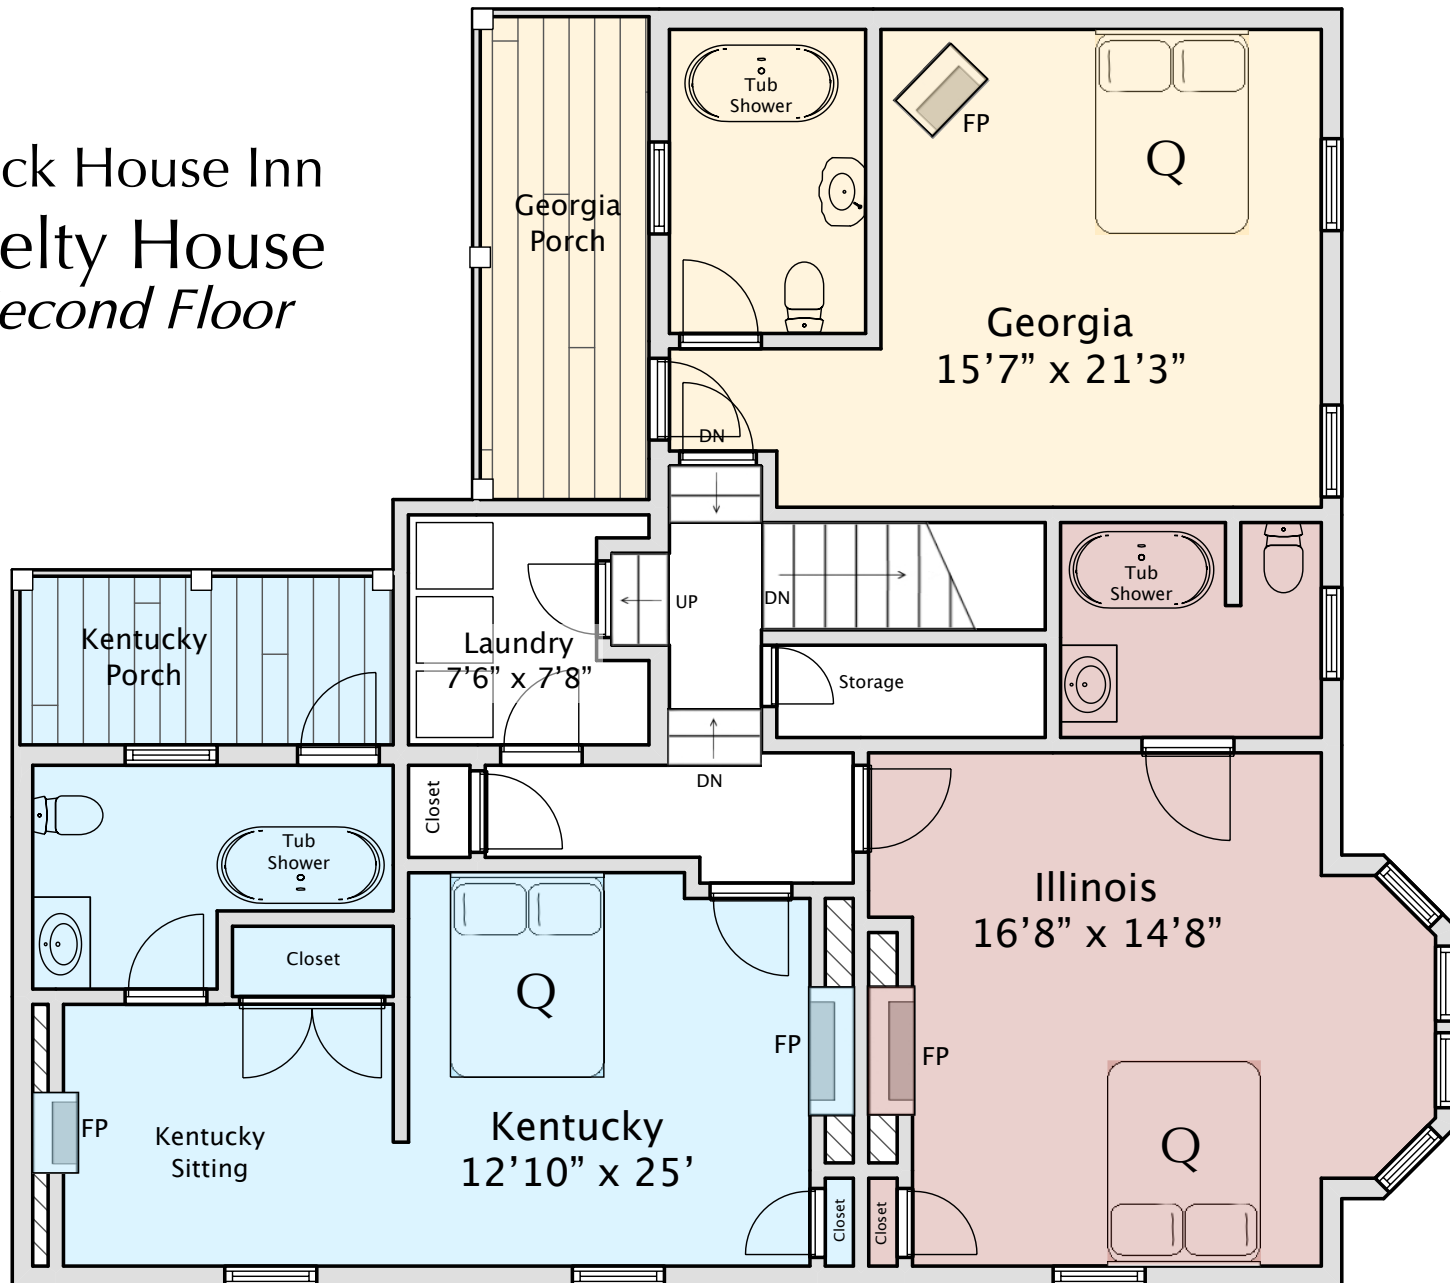 ck House Inn
elty House
econd Floor
Tub
Shower
FP
Q
Georgia
Porch
Georgia
15’7” x 21’3”
DN
UP
DN
Tub
Shower
Kentucky
Porch
Laundry
7’6” x 7’8”
Storage
DN
Closet
Tub
Shower
Illinois
16’8” x 14’8”
Closet
Q
FP
FP
Kentucky
12’10” x 25’
FP
Kentucky
Sitting
Q
Closet
Closet